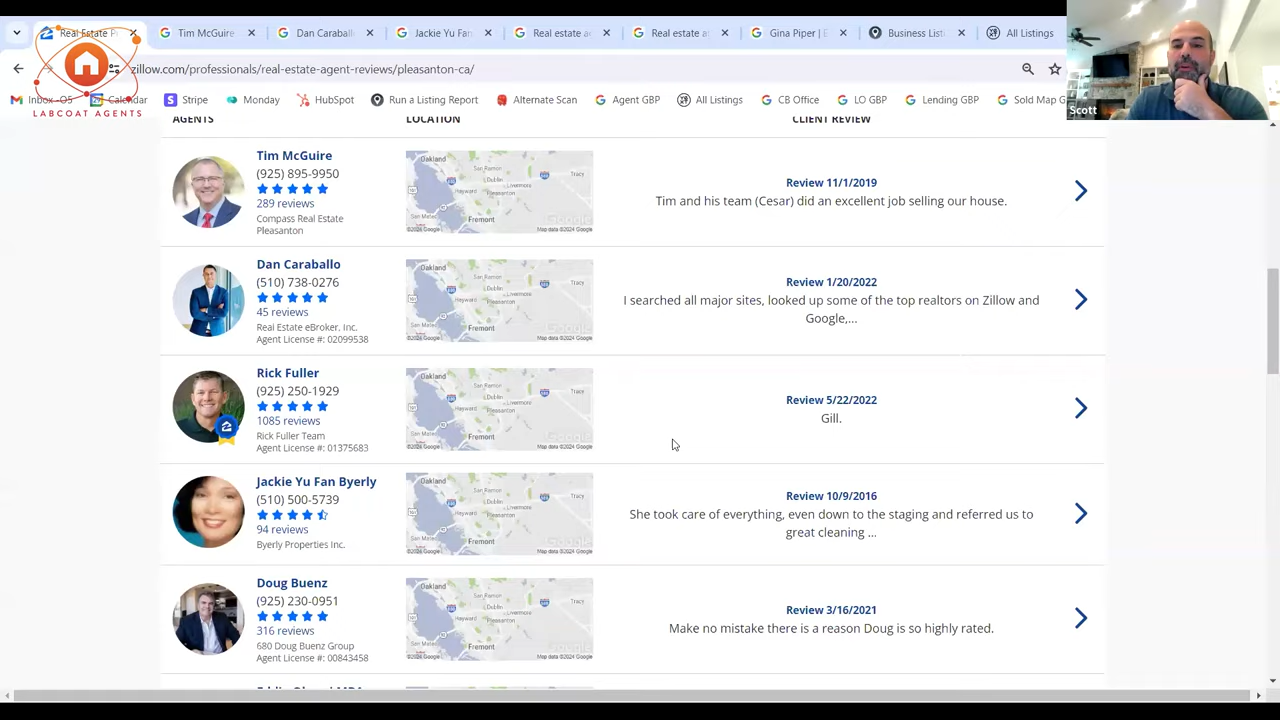 Real Estate P
Tim McGuire
Dan Caraball
Jackie Yu Fan
Real estate a
Real estate a
Gina Piper | E
Business List
All Listings
zillow.com/professionals/real-estate-agent-reviews/pleasanton-ca/
Inbox
Calendar
Stripe
Monday
HubSpot
Run a Listing Report
Alternate Scan
Agent GBP
All Listings
CB Office
LO GBP
Lending GBP
Sold Map G
LABCOAT AGENTS
Scott
AGENTS
LOCATION
CLIENT REVIEW
Tim McGuire
(925) 895-9950
289 reviews
Compass Real Estate
Pleasanton
Review 11/1/2019
Tim and his team (Cesar) did an excellent job selling our house.
Dan Caraballo
(510) 738-0276
45 reviews
Real Estate eBroker, Inc.
Agent License #: 02099538
Review 1/20/2022
I searched all major sites, looked up some of the top realtors on Zillow and
Google,...
Rick Fuller
(925) 250-1929
1085 reviews
Rick Fuller Team
Agent License #: 01375683
Review 5/22/2022
Gill.
Jackie Yu Fan Byerly
(510) 500-5739
94 reviews
Byerly Properties Inc.
Review 10/9/2016
She took care of everything, even down to the staging and referred us to
great cleaning ...
Doug Buenz
(925) 230-0951
316 reviews
680 Doug Buenz Group
Agent License #: 00843458
Review 3/16/2021
Make no mistake there is a reason Doug is so highly rated.